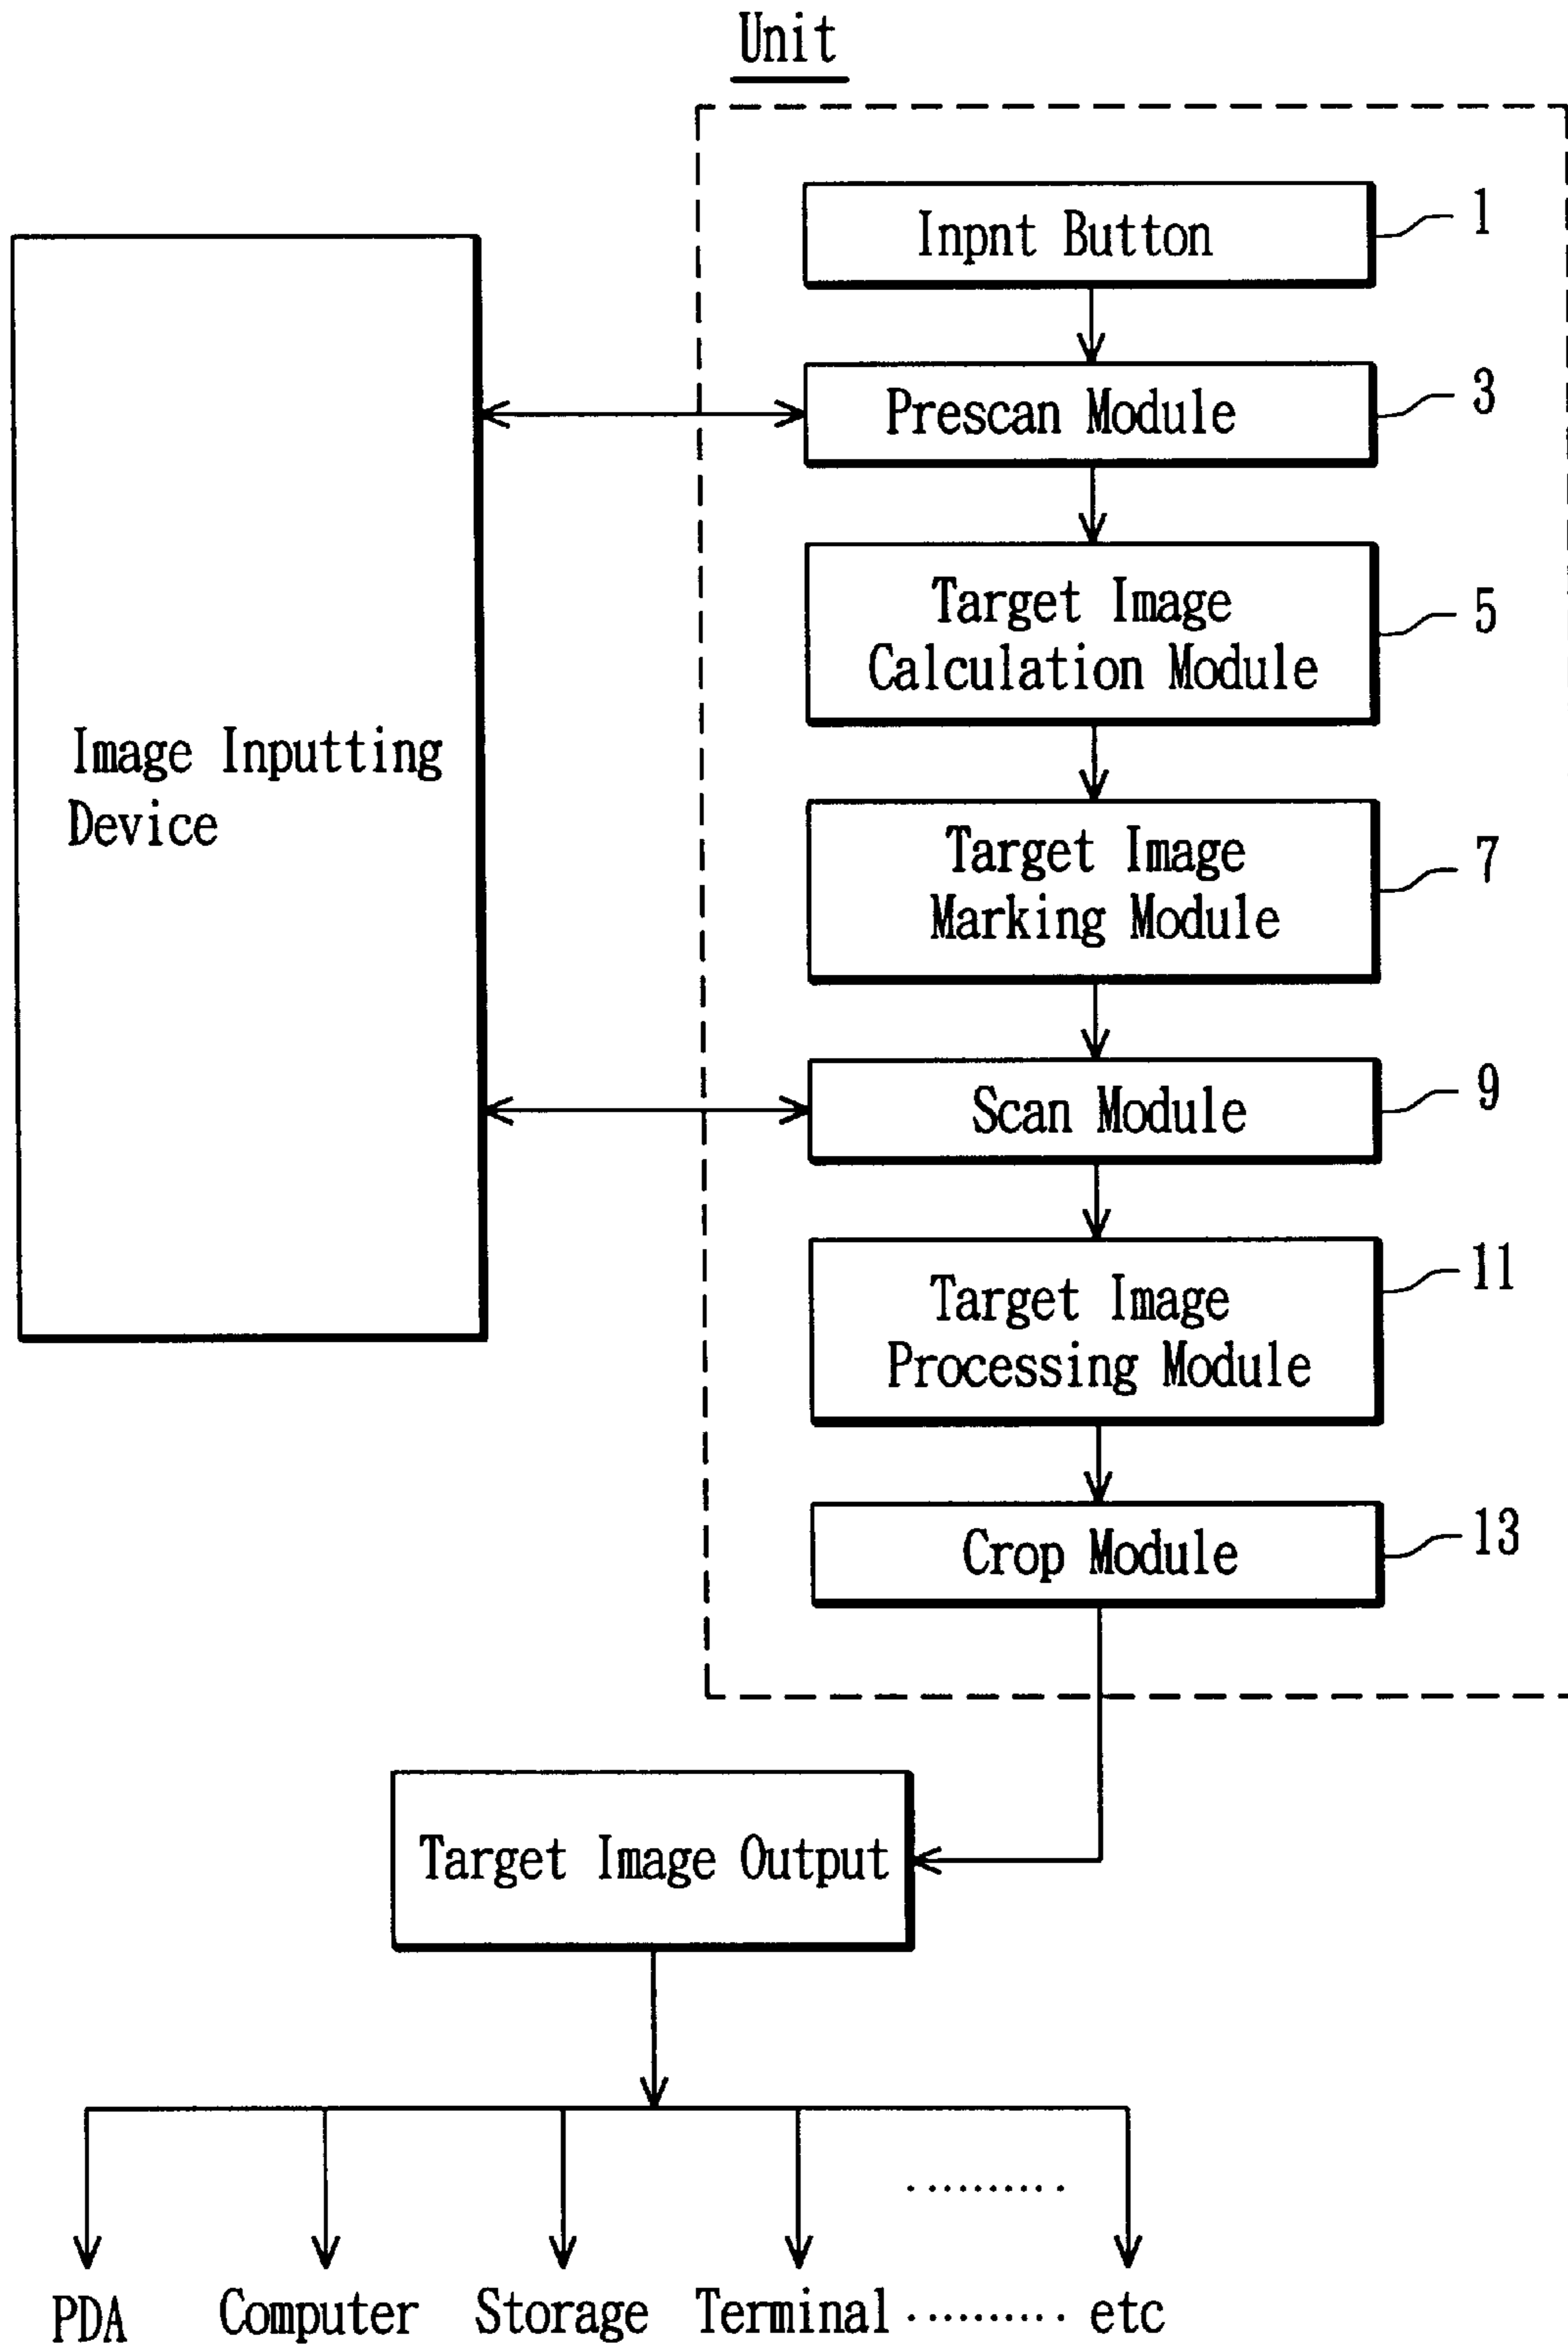 Unit
Inpnt Button
1
Prescan Module
3
Target Image
Calculation Module
5
Image Inputting
Device
Target Image
Marking Module
7
Scan Module
9
Target Image
Processing Module
11
Crop Module
13
Target Image Output
..........
PDA Computer Storage Terminal .......... etc